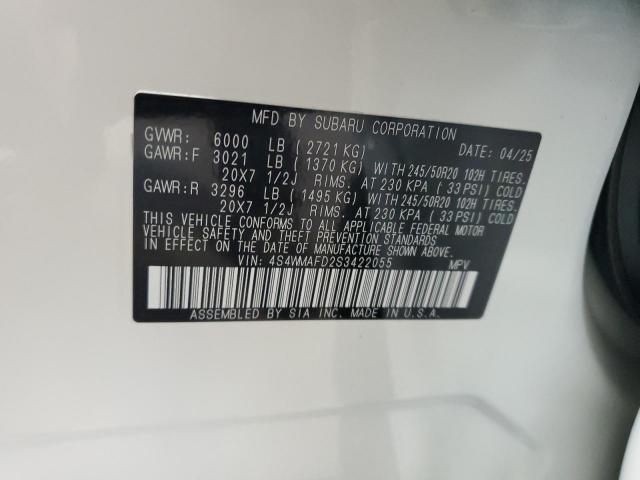 MFD BY SUBARU CORPORATION
GVWR: 6000 LB ( 2721 KG) DATE: 04/25
GAWR:F 3021 LB ( 1370 KG) WITH 245/50R20 102H TIRES.
20X7 1/2J RIMS. AT 230 KPA ( 33 PSI) COLD
GAWR:R 3296 LB ( 1495 KG) WITH 245/50R20 102H TIRES.
20X7 1/2J RIMS. AT 230 KPA ( 33 PSI) COLD
THIS VEHICLE CONFORMS TO ALL APPLICABLE FEDERAL MOTOR
VEHICLE SAFETY AND THEFT PREVENTION STANDARDS
IN EFFECT ON THE DATE OF MANUFACTURE SHOWN ABOVE.
VIN: 4S4WMAFD2S3422055 MPV
ASSEMBLED BY SIA INC. MADE IN U.S.A.